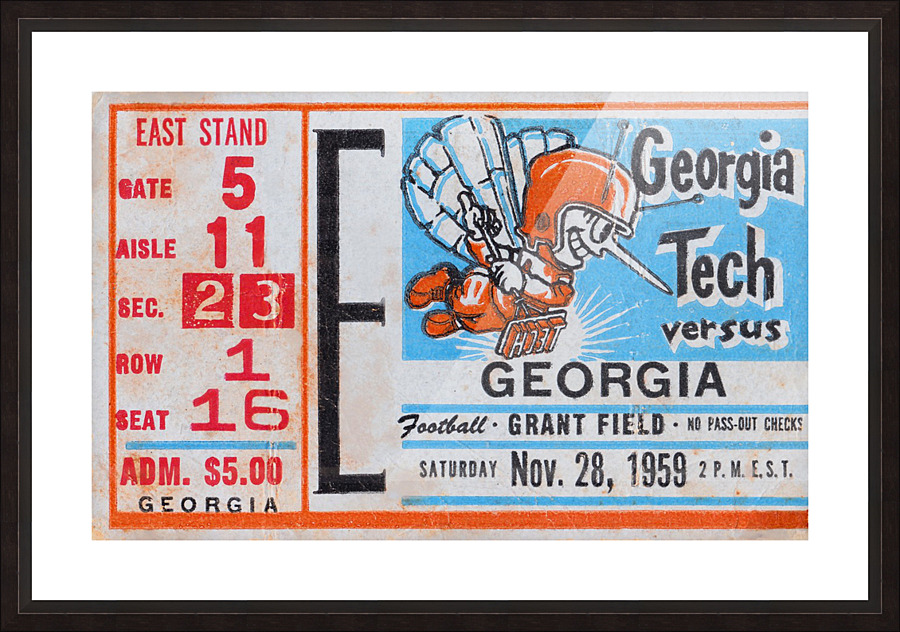 EAST STAND
GATE 5
AISLE 11
SEC. 23
ROW 1
SEAT 16
ADM. $5.00
GEORGIA
E
Georgia
Tech
versus
GEORGIA
Football · GRANT FIELD · NO PASS-OUT CHECKS
SATURDAY Nov. 28, 1959 2 P.M. E.S.T.